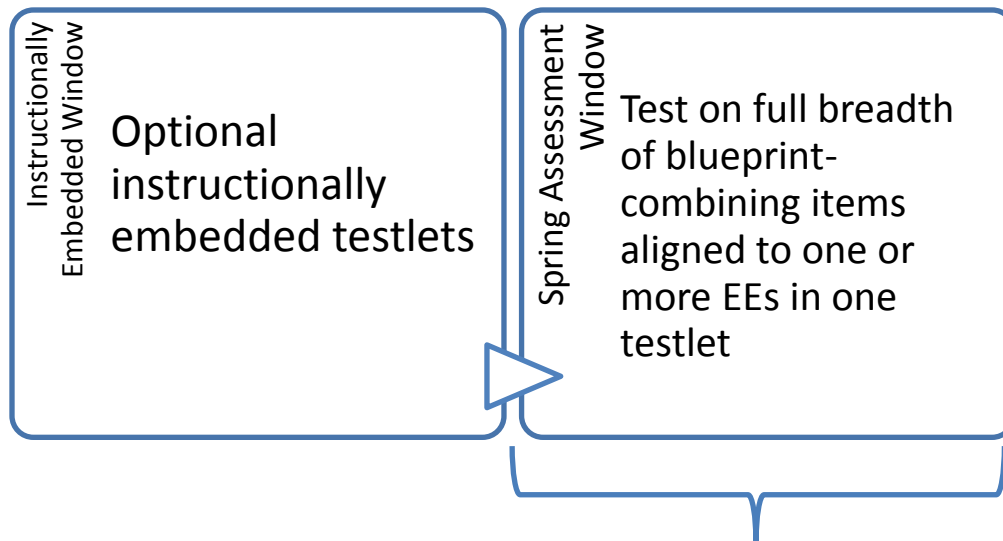 Instructionally
Embedded Window
Optional
instructionally
embedded testlets
Spring Assessment
Window
Test on full breadth
of blueprint-
combining items
aligned to one or
more EEs in one
testlet